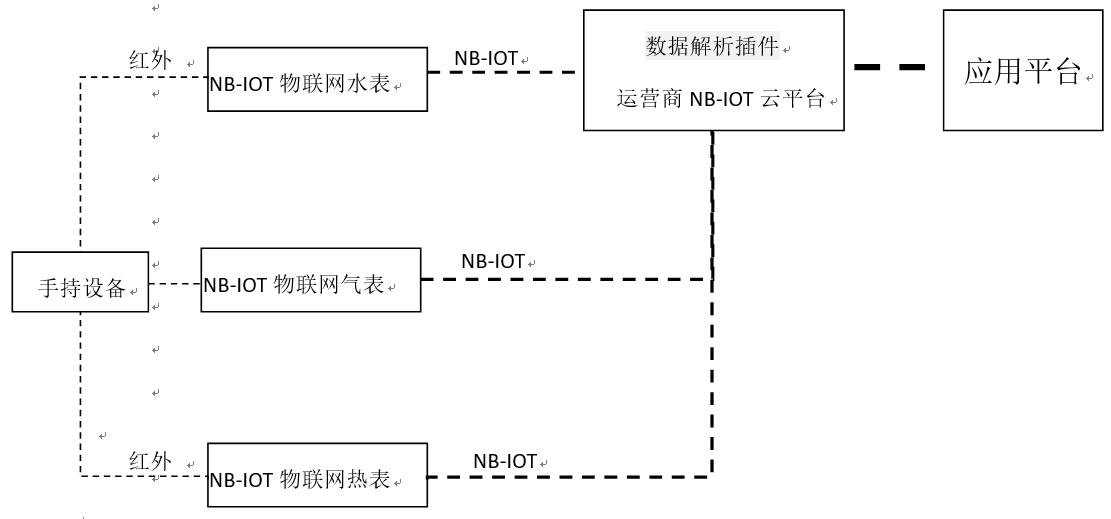 红外
NB-IOT 物联网水表
NB-IOT
数据解析插件
运营商 NB-IOT 云平台
应用平台
手持设备
NB-IOT 物联网气表
NB-IOT
红外
NB-IOT 物联网热表
NB-IOT